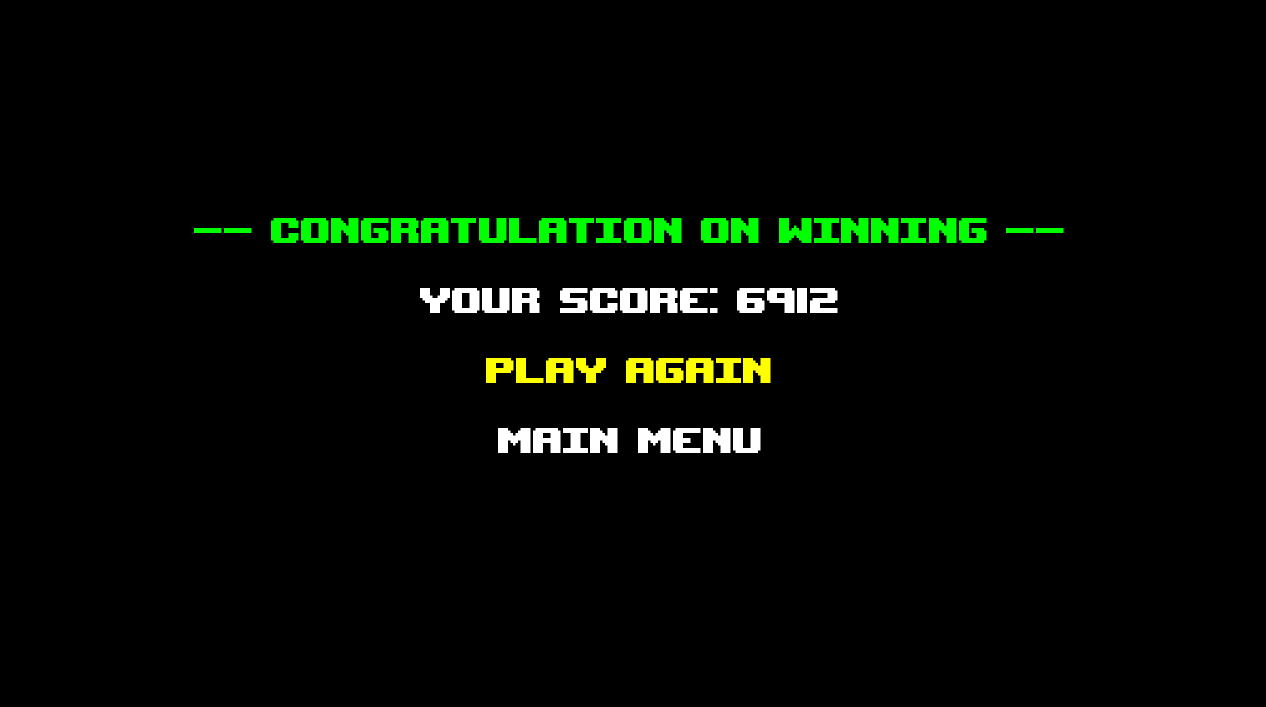 -- CONGRATULATION ON WINNING --
YOUR SCORE: 6912
PLAY AGAIN
MAIN MENU